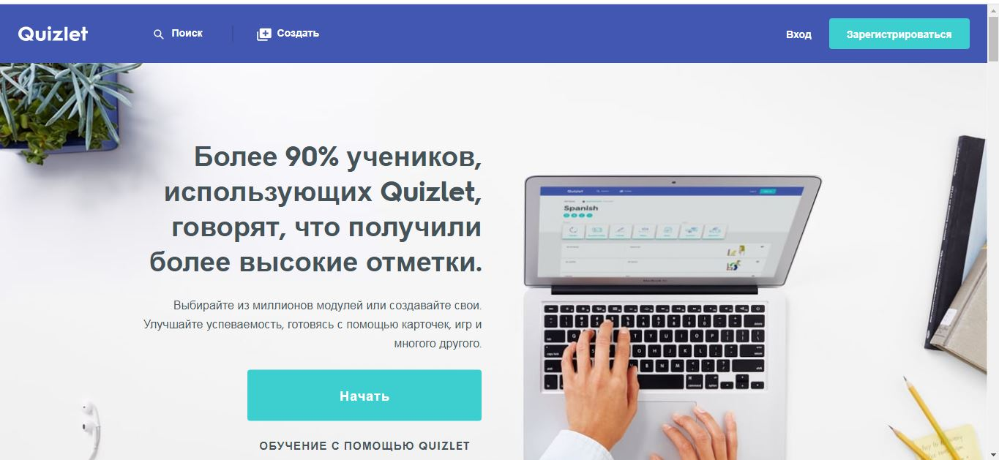 Quizlet
Поиск
Создать
Вход
Зарегистрироваться
Более 90% учеников,
использующих Quizlet,
говорят, что получили
более высокие отметки.
Выбирайте из миллионов модулей или создавайте свои.
Улучшайте успеваемость, готовясь с помощью карточек, игр и
многого другого.
Начать
ОБУЧЕНИЕ С ПОМОЩЬЮ QUIZLET
Quizlet
Spanish